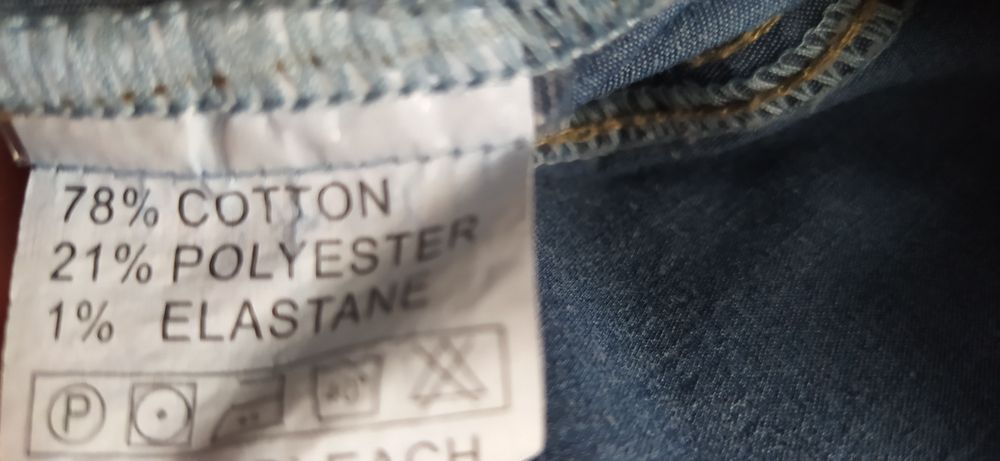 78% COTTON
21% POLYESTER
1% ELASTANE
P